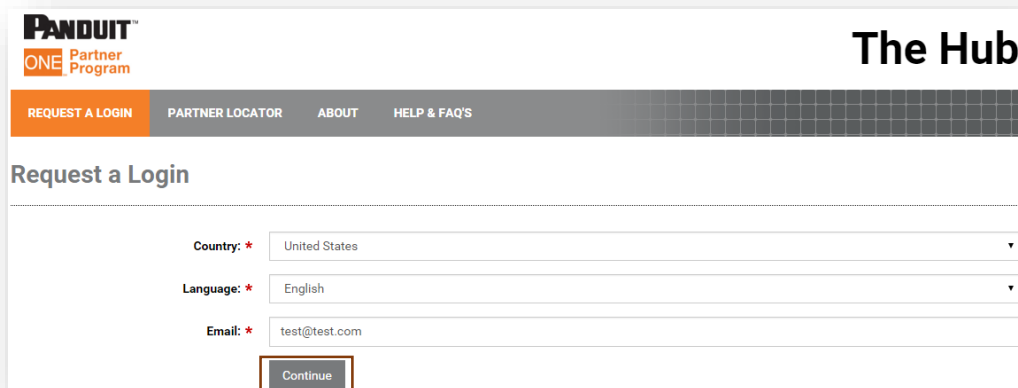 PANDUIT™
ONE Partner Program
The Hub
REQUEST A LOGIN PARTNER LOCATOR ABOUT HELP & FAQ'S
Request a Login
Country: * United States
Language: * English
Email: * test@test.com
Continue